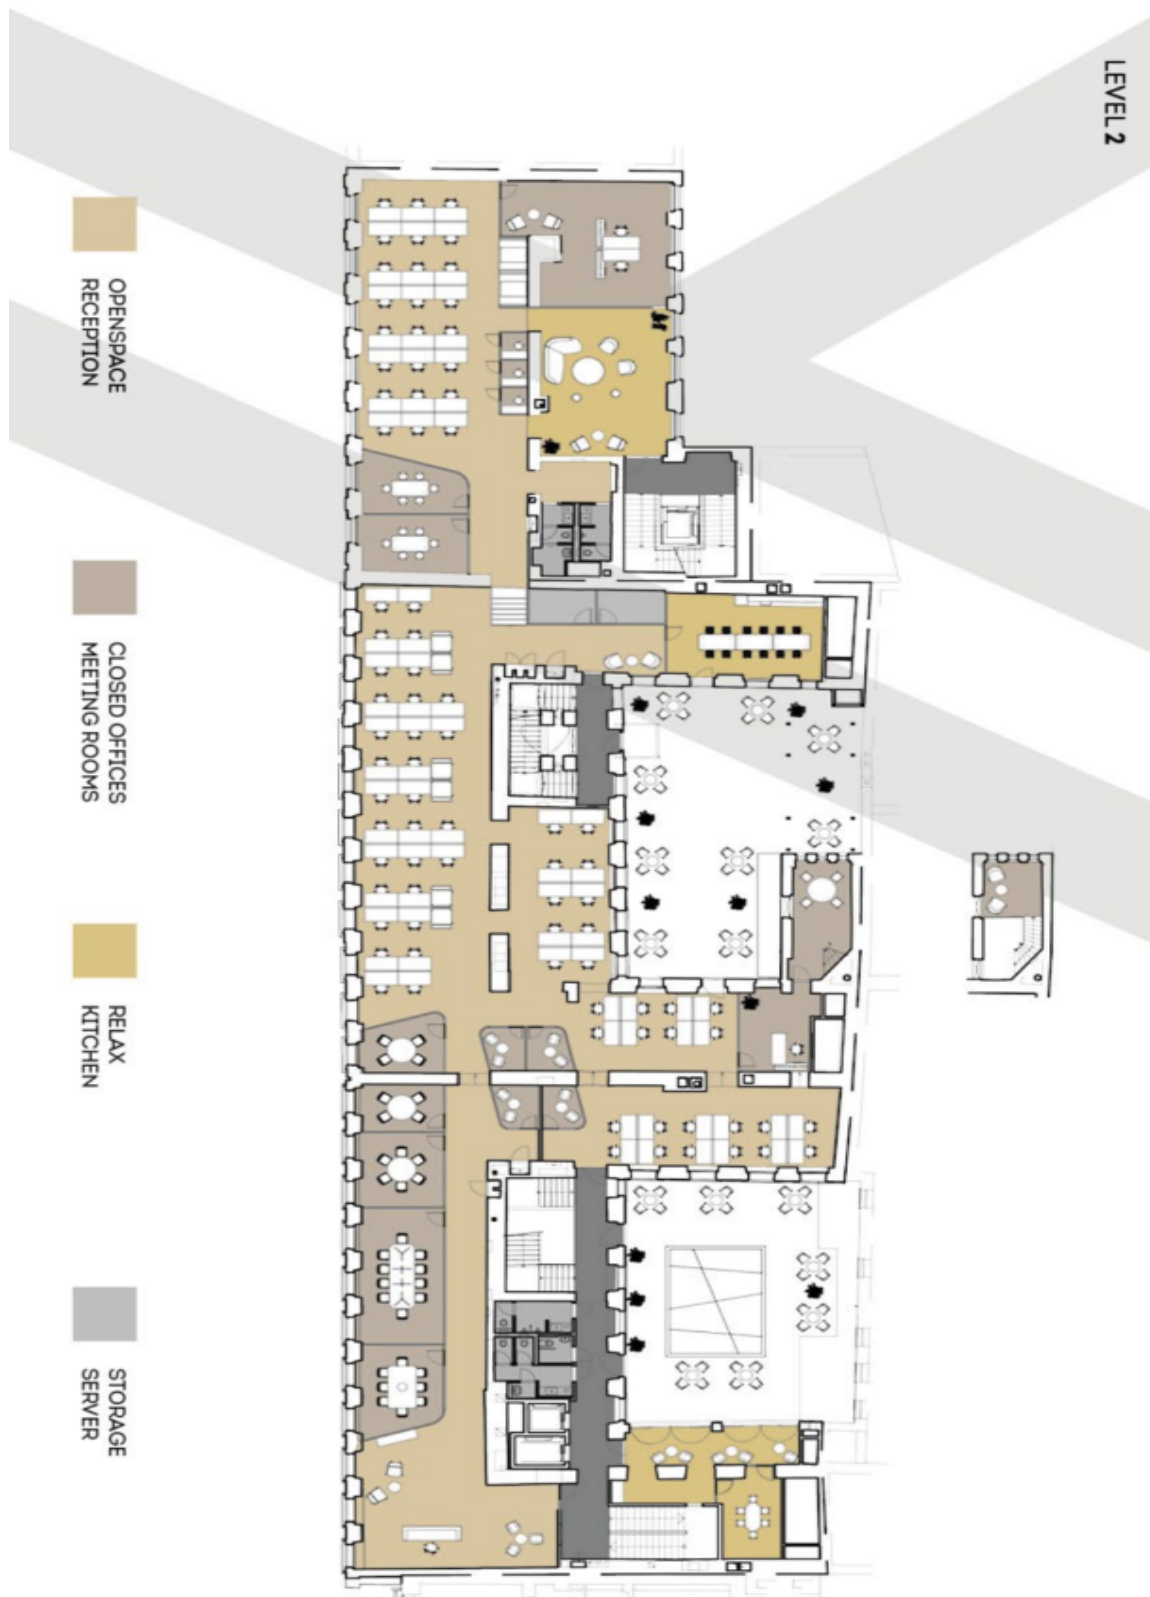 LEVEL 2
OPENSPACE
RECEPTION
CLOSED OFFICES
MEETING ROOMS
RELAX
KITCHEN
STORAGE
SERVER